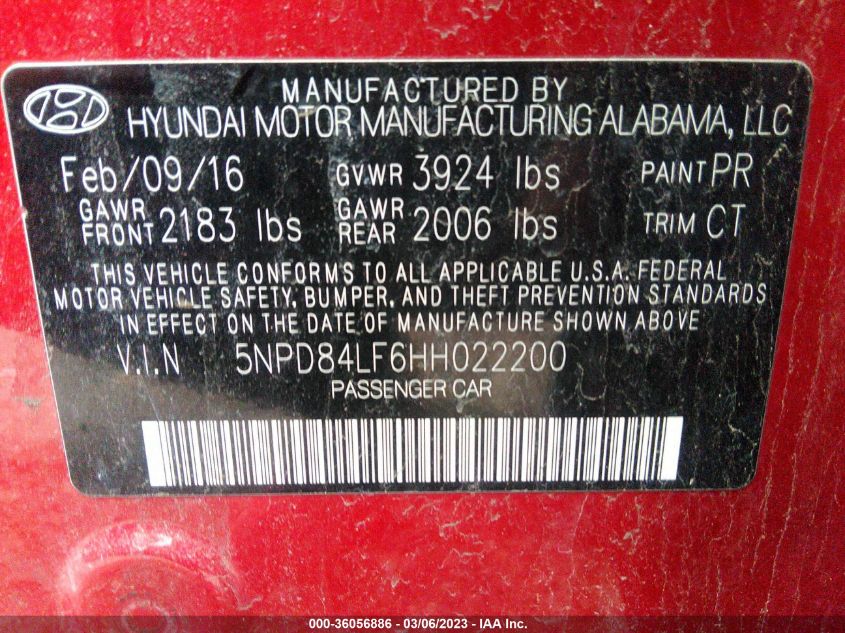 MANUFACTURED BY
HYUNDAI MOTOR MANUFACTURING ALABAMA, LLC
Feb/09/16 GVWR 3924 lbs PAINT PR
GAWR FRONT 2183 lbs GAWR REAR 2006 lbs TRIM CT
THIS VEHICLE CONFORMS TO ALL APPLICABLE U.S.A. FEDERAL
MOTOR VEHICLE SAFETY, BUMPER, AND THEFT PREVENTION STANDARDS
IN EFFECT ON THE DATE OF MANUFACTURE SHOWN ABOVE
V.I.N 5NPD84LF6HH022200
PASSENGER CAR
000-36056886 - 03/06/2023 - IAA Inc.